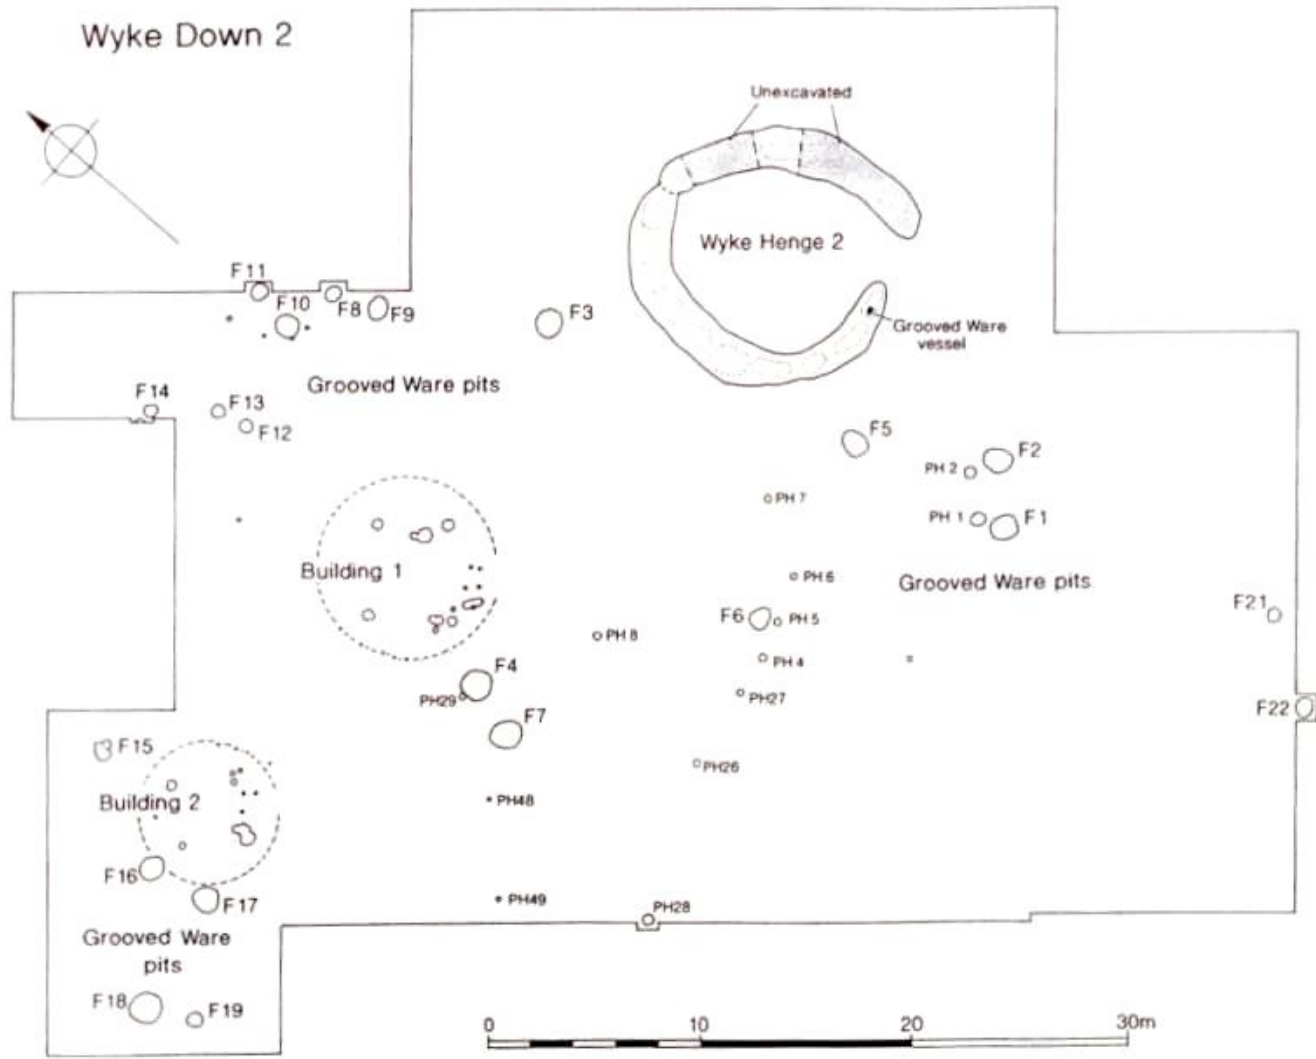 Wyke Down 2
Unexcavated
Wyke Henge 2
F11
F10
F8
F9
F3
Grooved Ware
vessel
Grooved Ware pits
F14
F13
F12
F5
F2
PH 2
PH 7
PH 1
F1
Building 1
PH 6
Grooved Ware pits
F21
F6
PH 5
PH 8
PH 4
F4
PH29
PH27
F22
F7
F15
PH26
Building 2
PH48
F16
F17
PH49
PH28
Grooved Ware
pits
F18
F19
0
10
20
30m